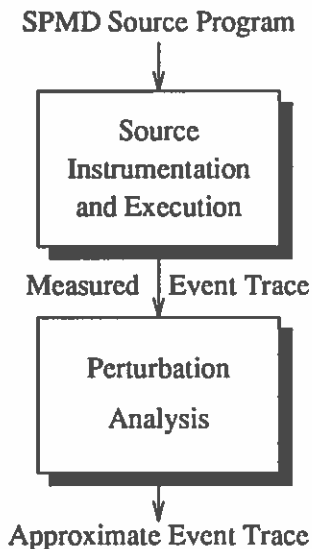 SPMD Source Program
Source
Instrumentation
and Execution
Measured Event Trace
Perturbation
Analysis
Approximate Event Trace